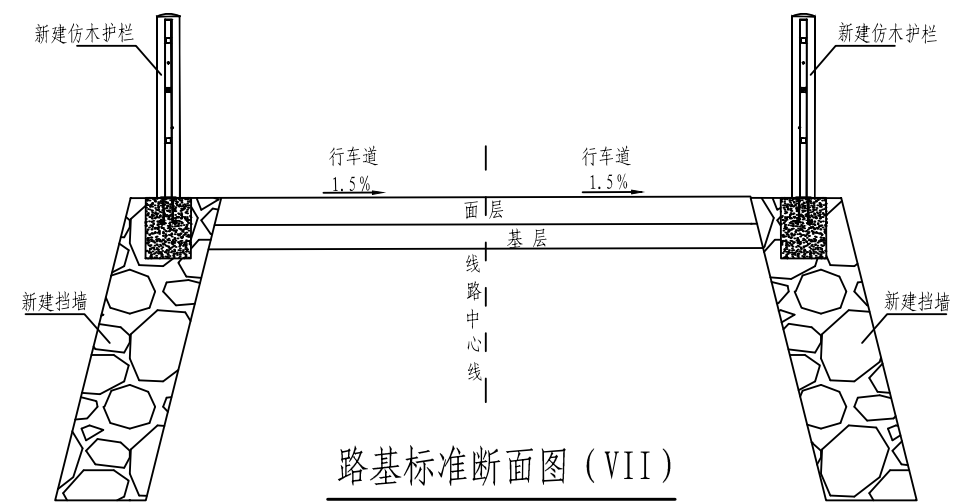 新建仿木护栏
新建仿木护栏
行车道
1.5%
行车道
1.5%
面层
基层
线路中心线
新建挡墙
新建挡墙
路基标准断面图(VII)